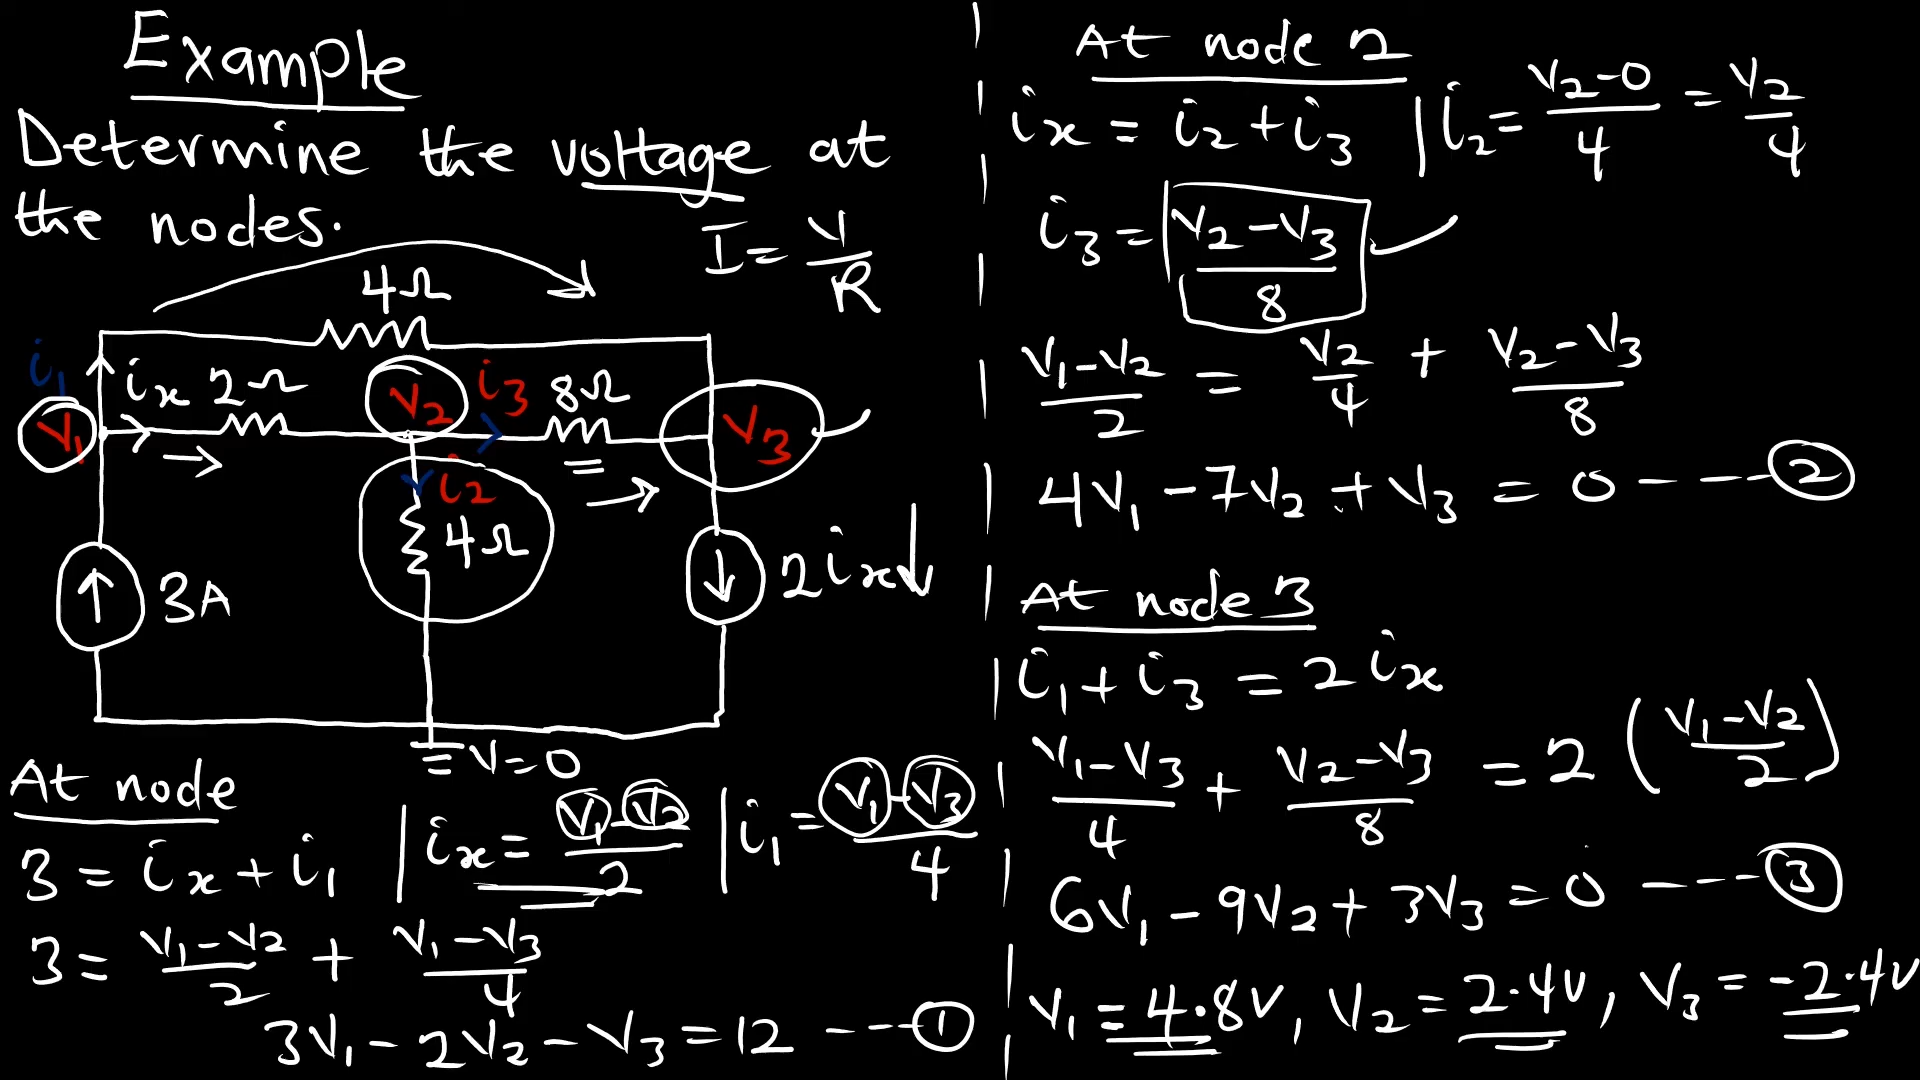 Example
Determine the voltage at
the nodes.
I = V/R
4Ω
i₁
ix 2Ω
V₂
i₃
8Ω
V₁
V₃
i₂
4Ω
3A
2ix↓
V=0
At node
3 = ix + i₁ | ix = (V₁-V₂)/2 | i₁ = (V₁-V₃)/4
3 = (V₁-V₂)/2 + (V₁-V₃)/4
3V₁ - 2V₂ - V₃ = 12 ---- ①
At node 2
ix = i₂ + i₃ | i₂ = (V₂-0)/4 = V₂/4
i₃ = (V₂-V₃)/8
(V₁-V₂)/2 = V₂/4 + (V₂-V₃)/8
4V₁ - 7V₂ + V₃ = 0 ---- ②
At node 3
i₁ + i₃ = 2ix
(V₁-V₃)/4 + (V₂-V₃)/8 = 2((V₁-V₂)/2)
6V₁ - 9V₂ + 3V₃ = 0 ---- ③
V₁ = 4.8V, V₂ = 2.4V, V₃ = -2.4V